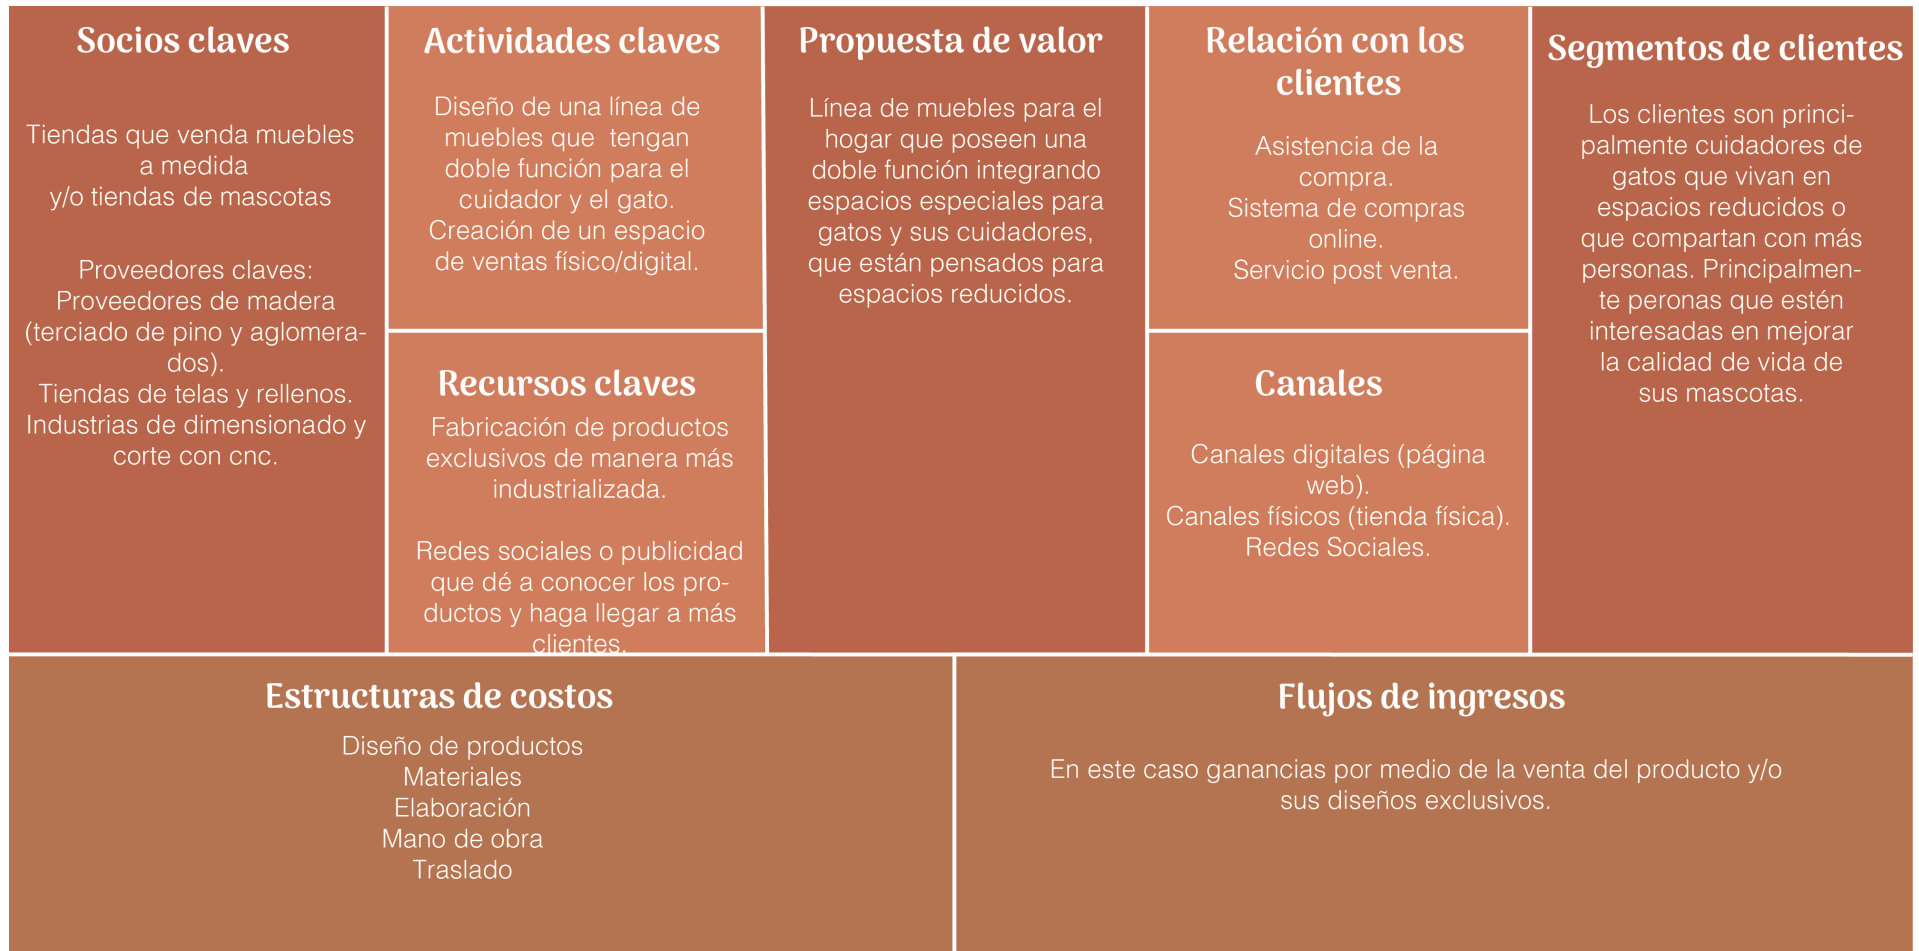 Socios claves
Tiendas que venda muebles
a medida
y/o tiendas de mascotas
Proveedores claves:
Proveedores de madera
(terciado de pino y aglomera-
dos).
Tiendas de telas y rellenos.
Industrias de dimensionado y
corte con cnc.
Actividades claves
Diseño de una línea de
muebles que  tengan
doble función para el
cuidador y el gato.
Creación de un espacio
de ventas físico/digital.
Recursos claves
Fabricación de productos
exclusivos de manera más
industrializada.
Redes sociales o publicidad
que dé a conocer los pro-
ductos y haga llegar a más
clientes.
Propuesta de valor
Línea de muebles para el
hogar que poseen una
doble función integrando
espacios especiales para
gatos y sus cuidadores,
que están pensados para
espacios reducidos.
Relación con los
clientes
Asistencia de la
compra.
Sistema de compras
online.
Servicio post venta.
Canales
Canales digitales (página
web).
Canales físicos (tienda física).
Redes Sociales.
Segmentos de clientes
Los clientes son princi-
palmente cuidadores de
gatos que vivan en
espacios reducidos o
que compartan con más
personas. Principalmen-
te peronas que estén
interesadas en mejorar
la calidad de vida de
sus mascotas.
Estructuras de costos
Diseño de productos
Materiales
Elaboración
Mano de obra
Traslado
Flujos de ingresos
En este caso ganancias por medio de la venta del producto y/o
sus diseños exclusivos.